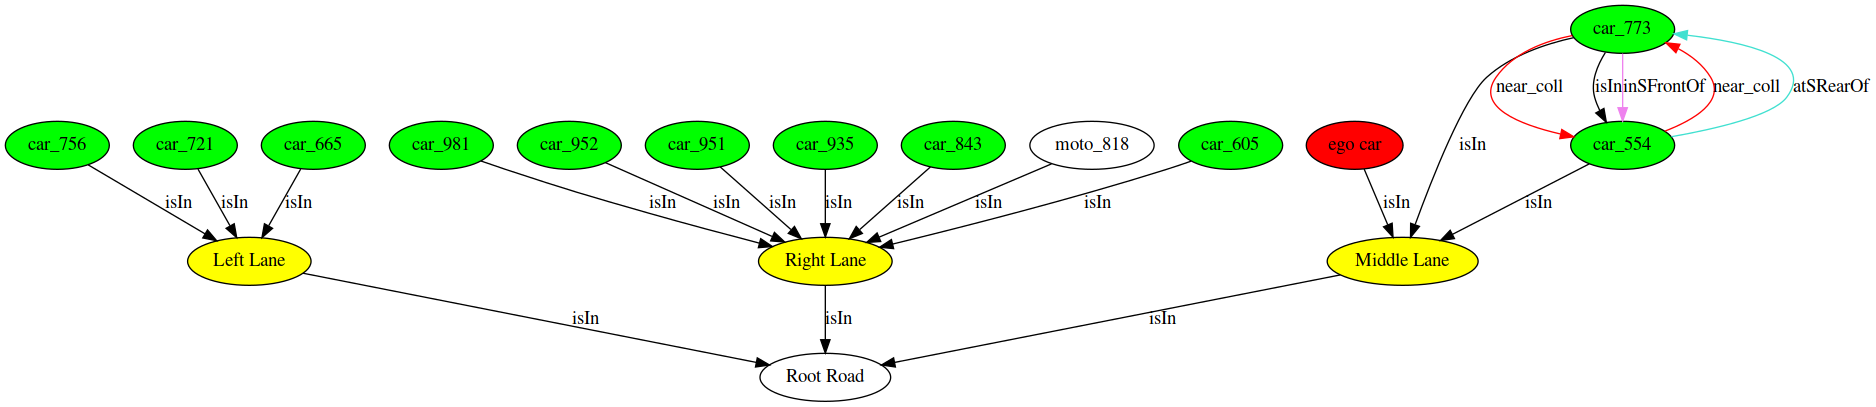 car_773
near_coll
isIn
inSFrontOf
near_coll
atSRearOf
car_756
car_721
car_665
car_981
car_952
car_951
car_935
car_843
moto_818
car_605
ego car
isIn
car_554
isIn
isIn
isIn
isIn
isIn
isIn
isIn
isIn
isIn
isIn
isIn
isIn
Left Lane
Right Lane
Middle Lane
isIn
isIn
isIn
Root Road